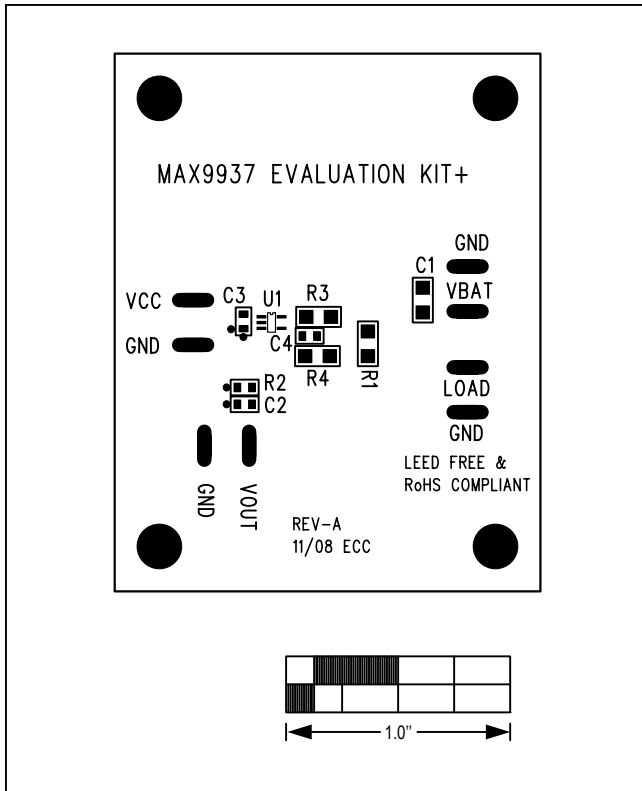 MAX9937 EVALUATION KIT+
GND
C1
VBAT
VCC
C3
U1
R3
GND
C4
R4
R1
LOAD
R2
C2
GND
GND
VOUT
LEED FREE &
RoHS COMPLIANT
REV-A
11/08 ECC
1.0”